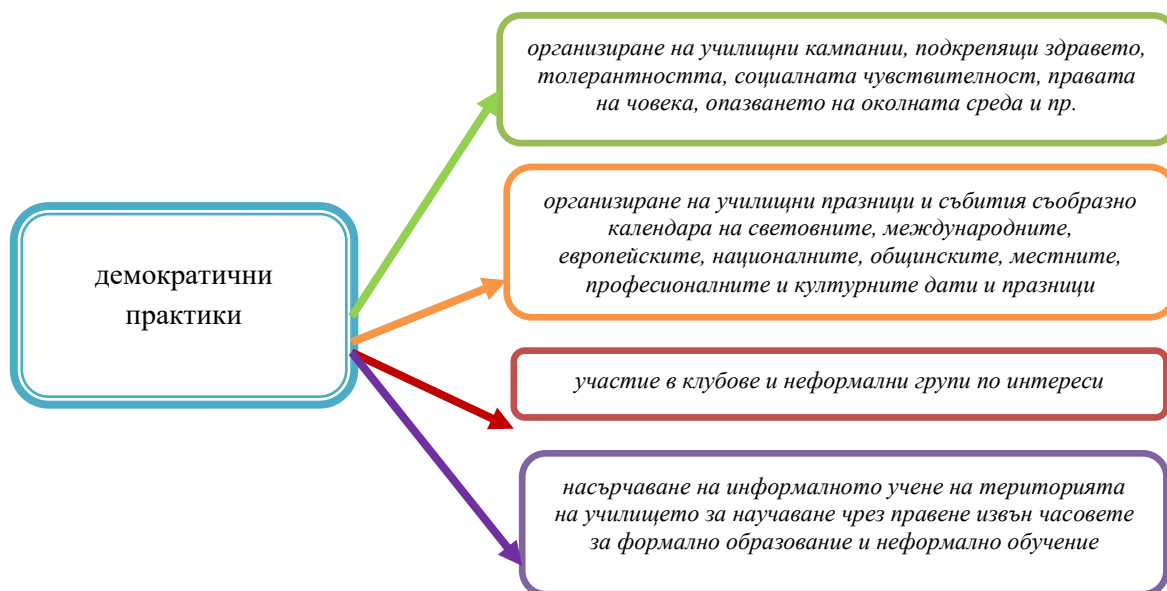 демократични
практики
организиране на училищни кампании, подкрепящи здравето,
толерантността, социалната чувствителност, правата
на човека, опазването на околната среда и пр.
организиране на училищни празници и събития съобразно
календара на световните, международните,
европейските, националните, общинските, местните,
професионалните и културните дати и празници
участие в клубове и неформални групи по интереси
насърчаване на информалното учене на територията
на училището за научаване чрез правене извън часовете
за формално образование и неформално обучение